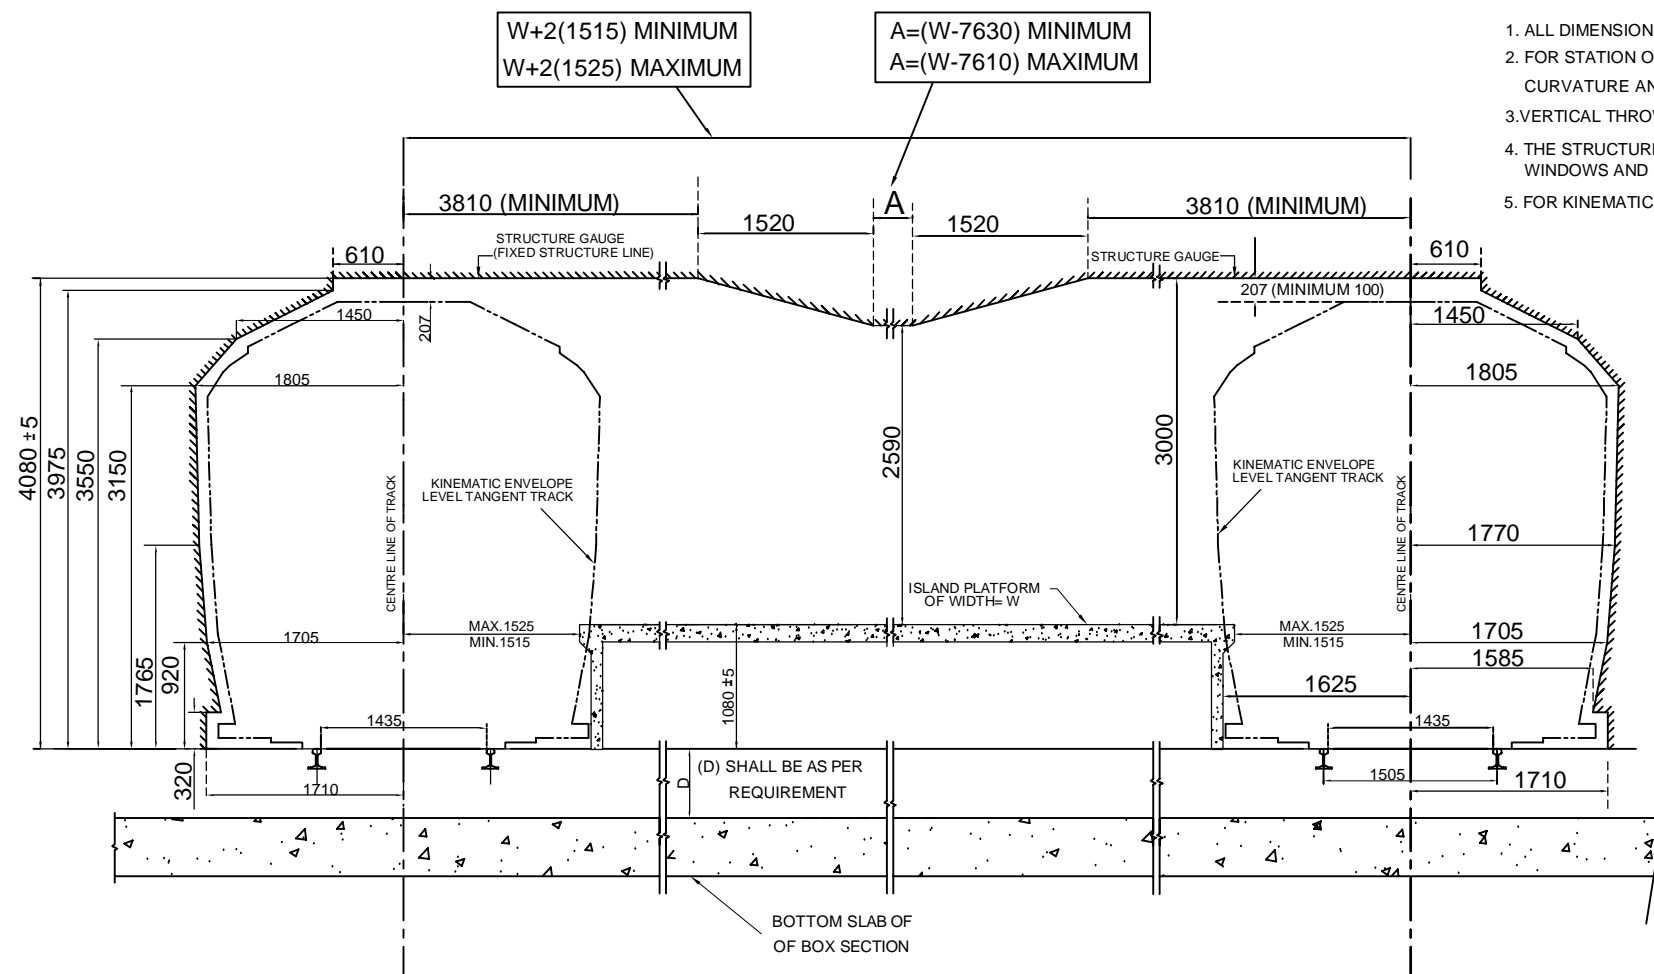 W+2(1515) MINIMUM
W+2(1525) MAXIMUM
A=(W-7630) MINIMUM
A=(W-7610) MAXIMUM
1. ALL DIMENSION
2. FOR STATION O
CURVATURE AN
3.VERTICAL THROW
4. THE STRUCTURE
WINDOWS AND
5. FOR KINEMATIC
3810 (MINIMUM)
A
3810 (MINIMUM)
1520
1520
610
STRUCTURE GAUGE
(FIXED STRUCTURE LINE)
STRUCTURE GAUGE
610
207 (MINIMUM 100)
1450
207
1450
1805
1805
4080 ±5
3975
3550
3150
1765
920
320
2590
3000
KINEMATIC ENVELOPE
LEVEL TANGENT TRACK
KINEMATIC ENVELOPE
LEVEL TANGENT TRACK
CENTRE LINE OF TRACK
CENTRE LINE OF TRACK
1770
ISLAND PLATFORM
OF WIDTH= W
1705
MAX.1525
MIN.1515
MAX.1525
MIN.1515
1705
1585
1625
1080 ±5
1435
1435
D
(D) SHALL BE AS PER
REQUIREMENT
1710
1505
1710
BOTTOM SLAB OF
OF BOX SECTION